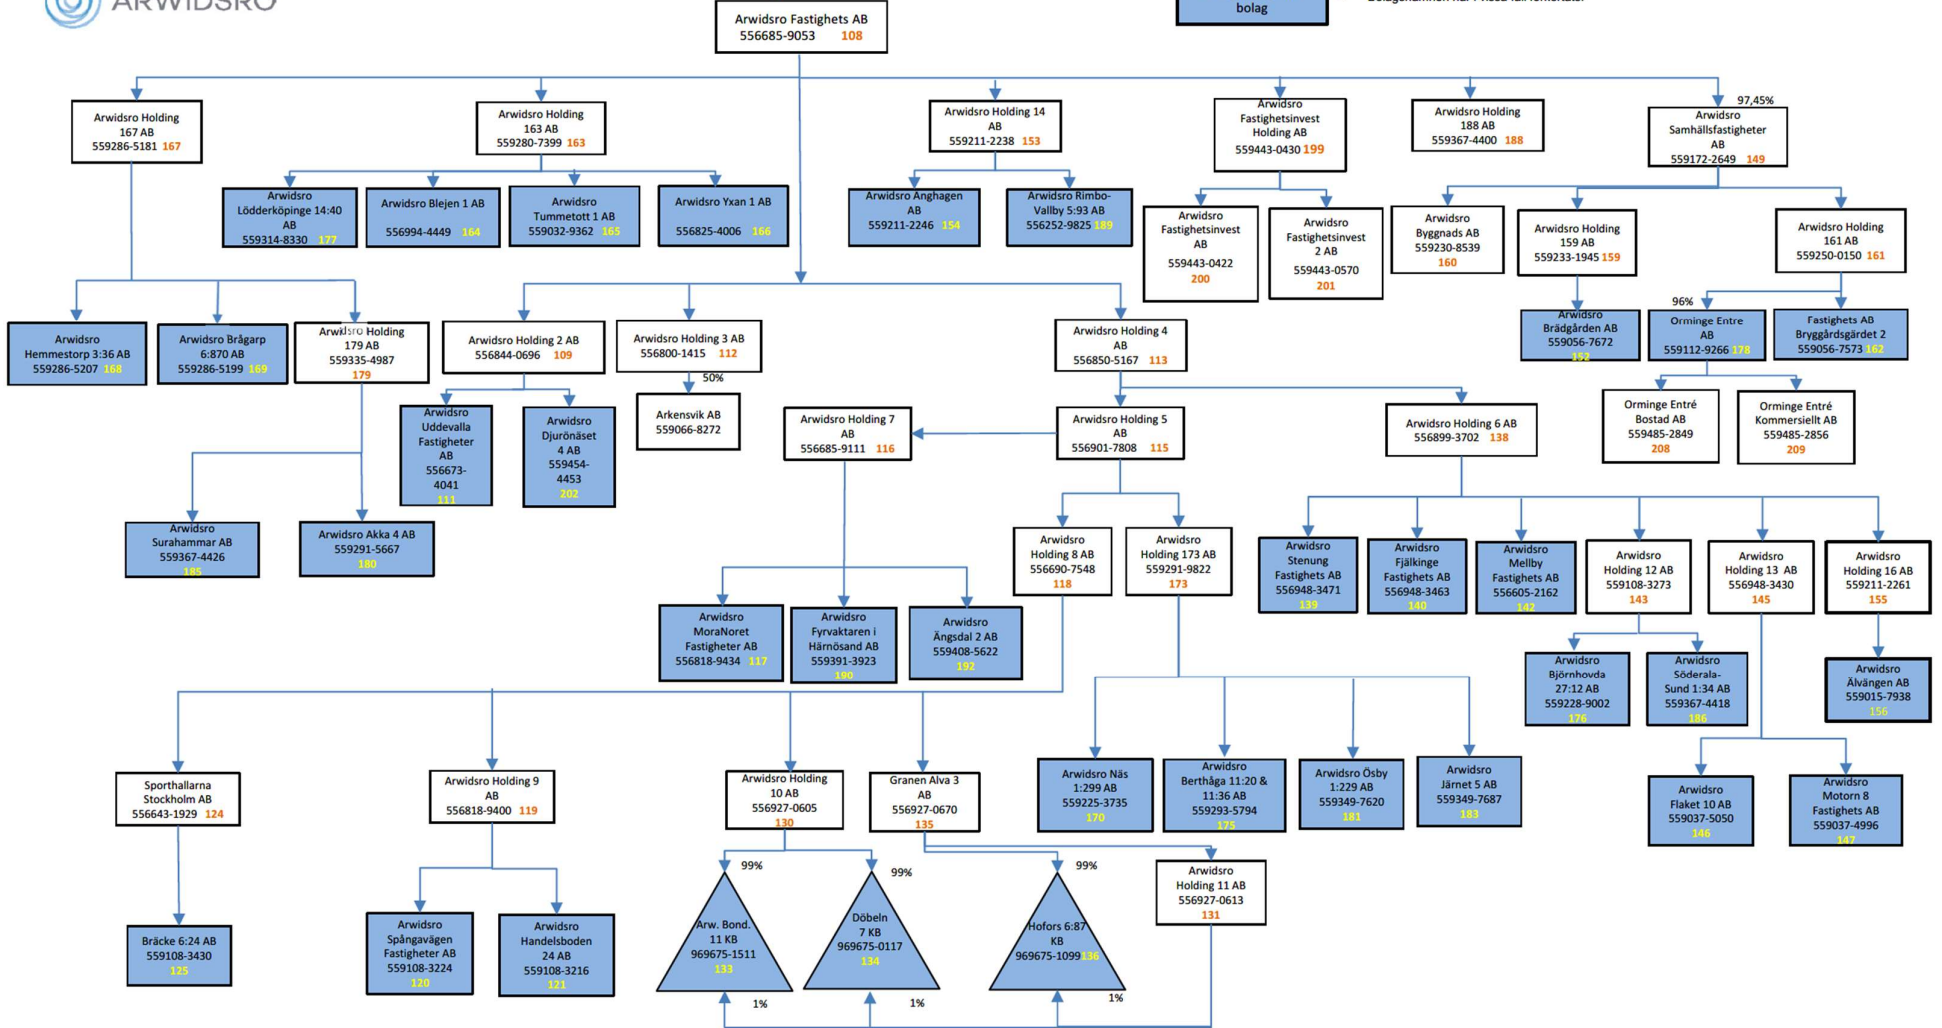 ARWIDSRO
bolag
Arwidsro Fastighets AB
556685-9053 108
Arwidsro Holding
167 AB
559286-5181 167
Arwidsro Holding
163 AB
559280-7399 163
Arwidsro Holding 14
AB
559211-2238 153
Arwidsro
Fastighetsinvest
Holding AB
559443-0430 199
Arwidsro Holding
188 AB
559367-4400 188
97,45%
Arwidsro
Samhällsfastigheter
AB
559172-2649 149
Arwidsro
Lödderköpinge 14:40
AB
559314-8330 177
Arwidsro Blejen 1 AB
556994-4449 164
Arwidsro
Tummetott 1 AB
559032-9362 165
Arwidsro Yxan 1 AB
556825-4006 166
Arwidsro Anghagen
AB
559211-2246 154
Arwidsro Rimbo-
Vallby 5:93 AB
556252-9825 189
Arwidsro
Fastighetsinvest
AB
559443-0422
200
Arwidsro
Fastighetsinvest
2 AB
559443-0570
201
Arwidsro
Byggnads AB
559230-8539
160
Arwidsro Holding
159 AB
559233-1945 159
Arwidsro Holding
161 AB
559250-0150 161
Arwidsro
Hemmestorp 3:36 AB
559286-5207 168
Arwidsro Brågarp
6:870 AB
559286-5199 169
Arwidsro Holding
179 AB
559335-4987
179
Arwidsro Holding 2 AB
556844-0696 109
Arwidsro Holding 3 AB
556800-1415 112
Arwidsro Holding 4
AB
556850-5167 113
Arwidsro
Brädgården AB
559056-7672
152
96%
Orminge Entre
AB
559112-9266 178
Fastighets AB
Bryggårdsgärdet 2
559056-7573 162
Arwidsro
Uddevalla
Fastigheter
AB
556673-
4041
111
Arwidsro
Djurönäset
4 AB
559454-
4453
202
50%
Arkensvik AB
559066-8272
Arwidsro Holding 7
AB
556685-9111 116
Arwidsro Holding 5
AB
556901-7808 115
Arwidsro Holding 6 AB
556899-3702 138
Orminge Entré
Bostad AB
559485-2849
208
Orminge Entré
Kommersiellt AB
559485-2856
209
Arwidsro
Surahammar AB
559367-4426
185
Arwidsro Akka 4 AB
559291-5667
180
Arwidsro
Holding 8 AB
556690-7548
118
Arwidsro
Holding 173 AB
559291-9822
173
Arwidsro
Stenung
Fastighets AB
556948-3471
139
Arwidsro
Fjälkinge
Fastighets AB
556948-3463
140
Arwidsro
Mellby
Fastighets AB
556605-2162
142
Arwidsro
Holding 12 AB
559108-3273
143
Arwidsro
Holding 13 AB
556948-3430
145
Arwidsro
Holding 16 AB
559211-2261
155
Arwidsro
MoraNoret
Fastigheter AB
556818-9434 117
Arwidsro
Fyrvaktaren i
Härnösand AB
559391-3923
190
Arwidsro
Ängsdal 2 AB
559408-5622
192
Arwidsro
Björnhovda
27:12 AB
559228-9002
176
Arwidsro
Söderala-
Sund 1:34 AB
559367-4418
186
Arwidsro
Älvängen AB
559015-7938
156
Sporthallarna
Stockholm AB
556643-1929 124
Arwidsro Holding 9
AB
556818-9400 119
Arwidsro Holding
10 AB
556927-0605
130
Granen Alva 3
AB
556927-0670
135
Arwidsro Näs
1:299 AB
559225-3735
170
Arwidsro
Berthåga 11:20 &
11:36 AB
559293-5794
175
Arwidsro Ösby
1:229 AB
559349-7620
181
Arwidsro
Järnet 5 AB
559349-7687
183
Arwidsro
Flaket 10 AB
559037-5050
146
Arwidsro
Motorn 8
Fastighets AB
559037-4996
147
Bräcke 6:24 AB
559108-3430
125
Arwidsro
Spångavägen
Fastigheter AB
559108-3224
120
Arwidsro
Handelsboden
24 AB
559108-3216
121
99%
Arw. Bond.
11 KB
969675-1511
133
1%
99%
Döbeln
7 KB
969675-0117
134
1%
99%
Hofors 6:87
KB
969675-1099 136
1%
Arwidsro
Holding 11 AB
556927-0613
131